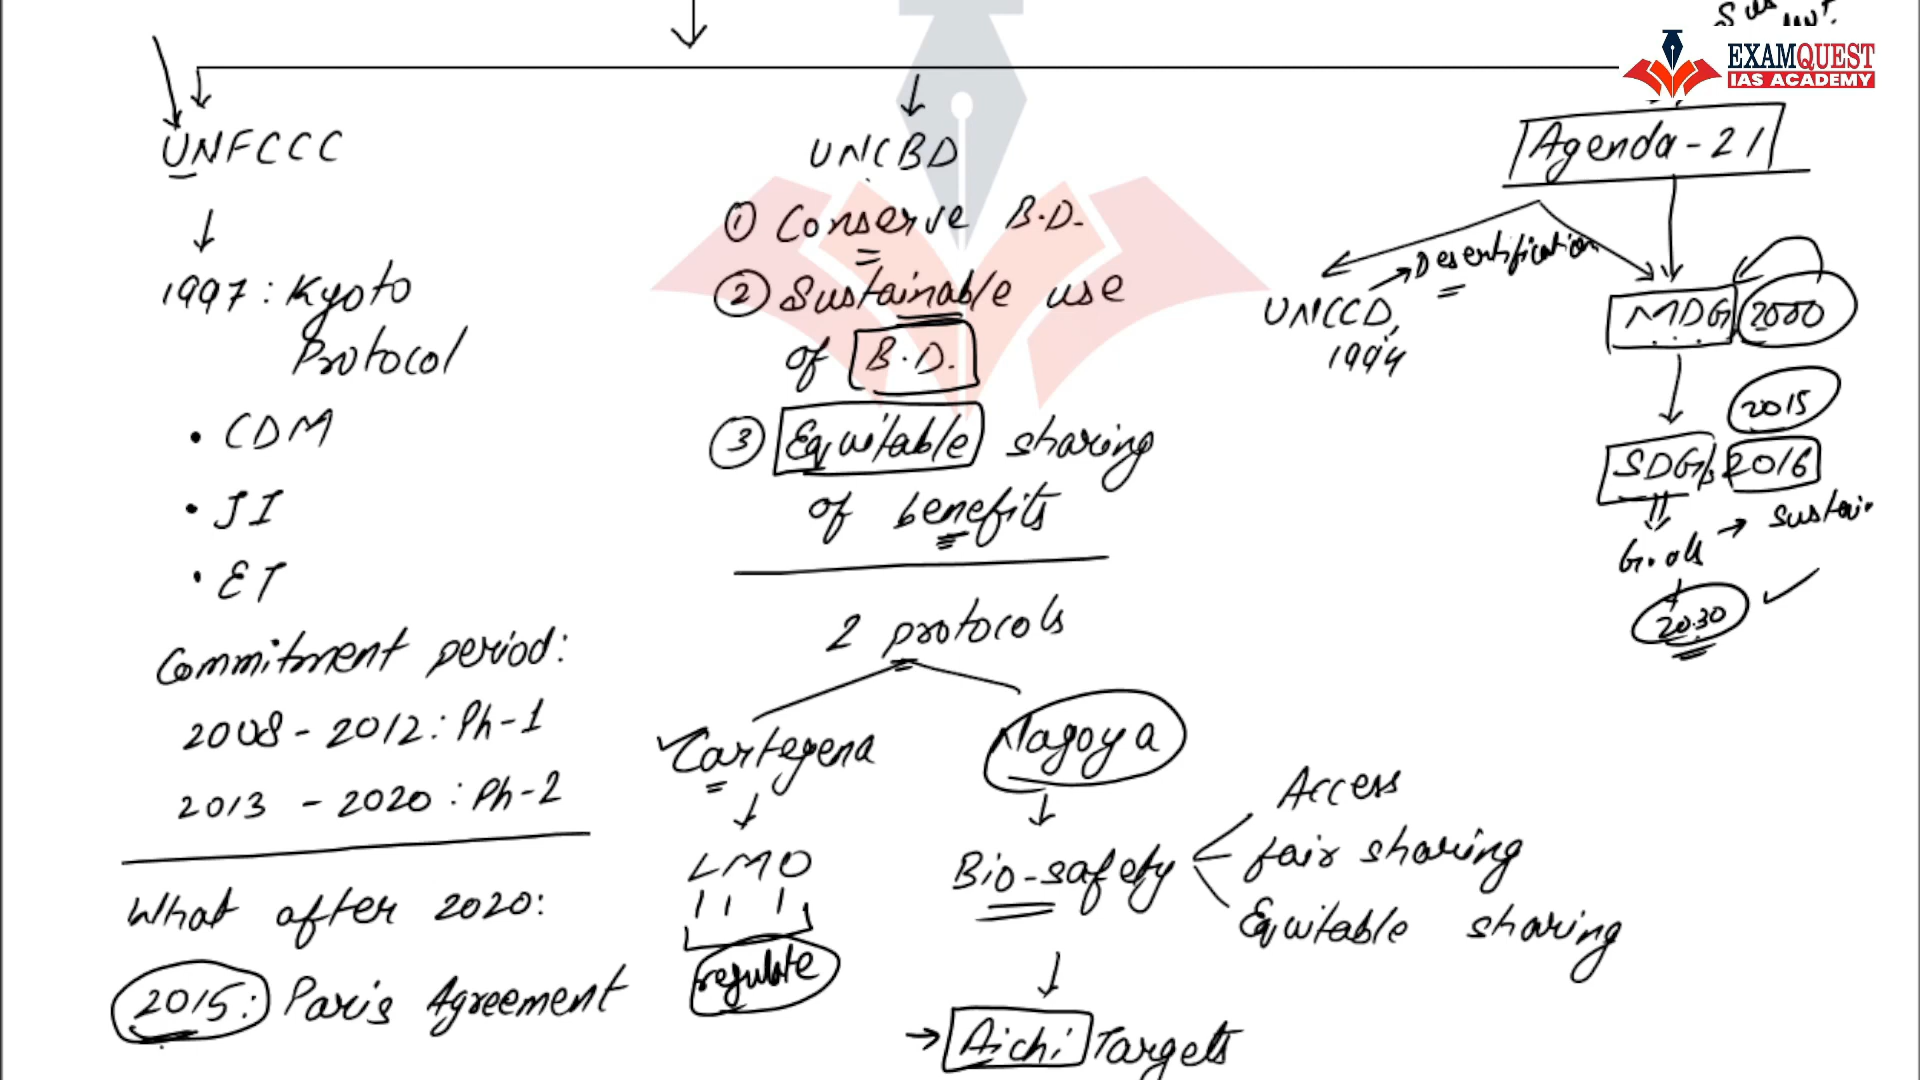 EXAMQUEST
IAS ACADEMY
UNFCCC
1997: Kyoto
Protocol
• CDM
• JI
• ET
Commitment period:
2008 - 2012: Ph-1
2013 - 2020: Ph-2
What after 2020:
2015: Paris Agreement
UNCBD
① Conserve B.D.
② Sustainable use
of B.D.
③ Equitable sharing
of benefits
2 protocols
Cartegena
LMO
regulate
Nagoya
Bio-safety
Access
fair sharing
Equitable sharing
→ Aichi Targets
Agenda-21
Desertification
UNCCD,
1994
MDG 2000
2015
SDG, 2016
Goals → Sustai
2030